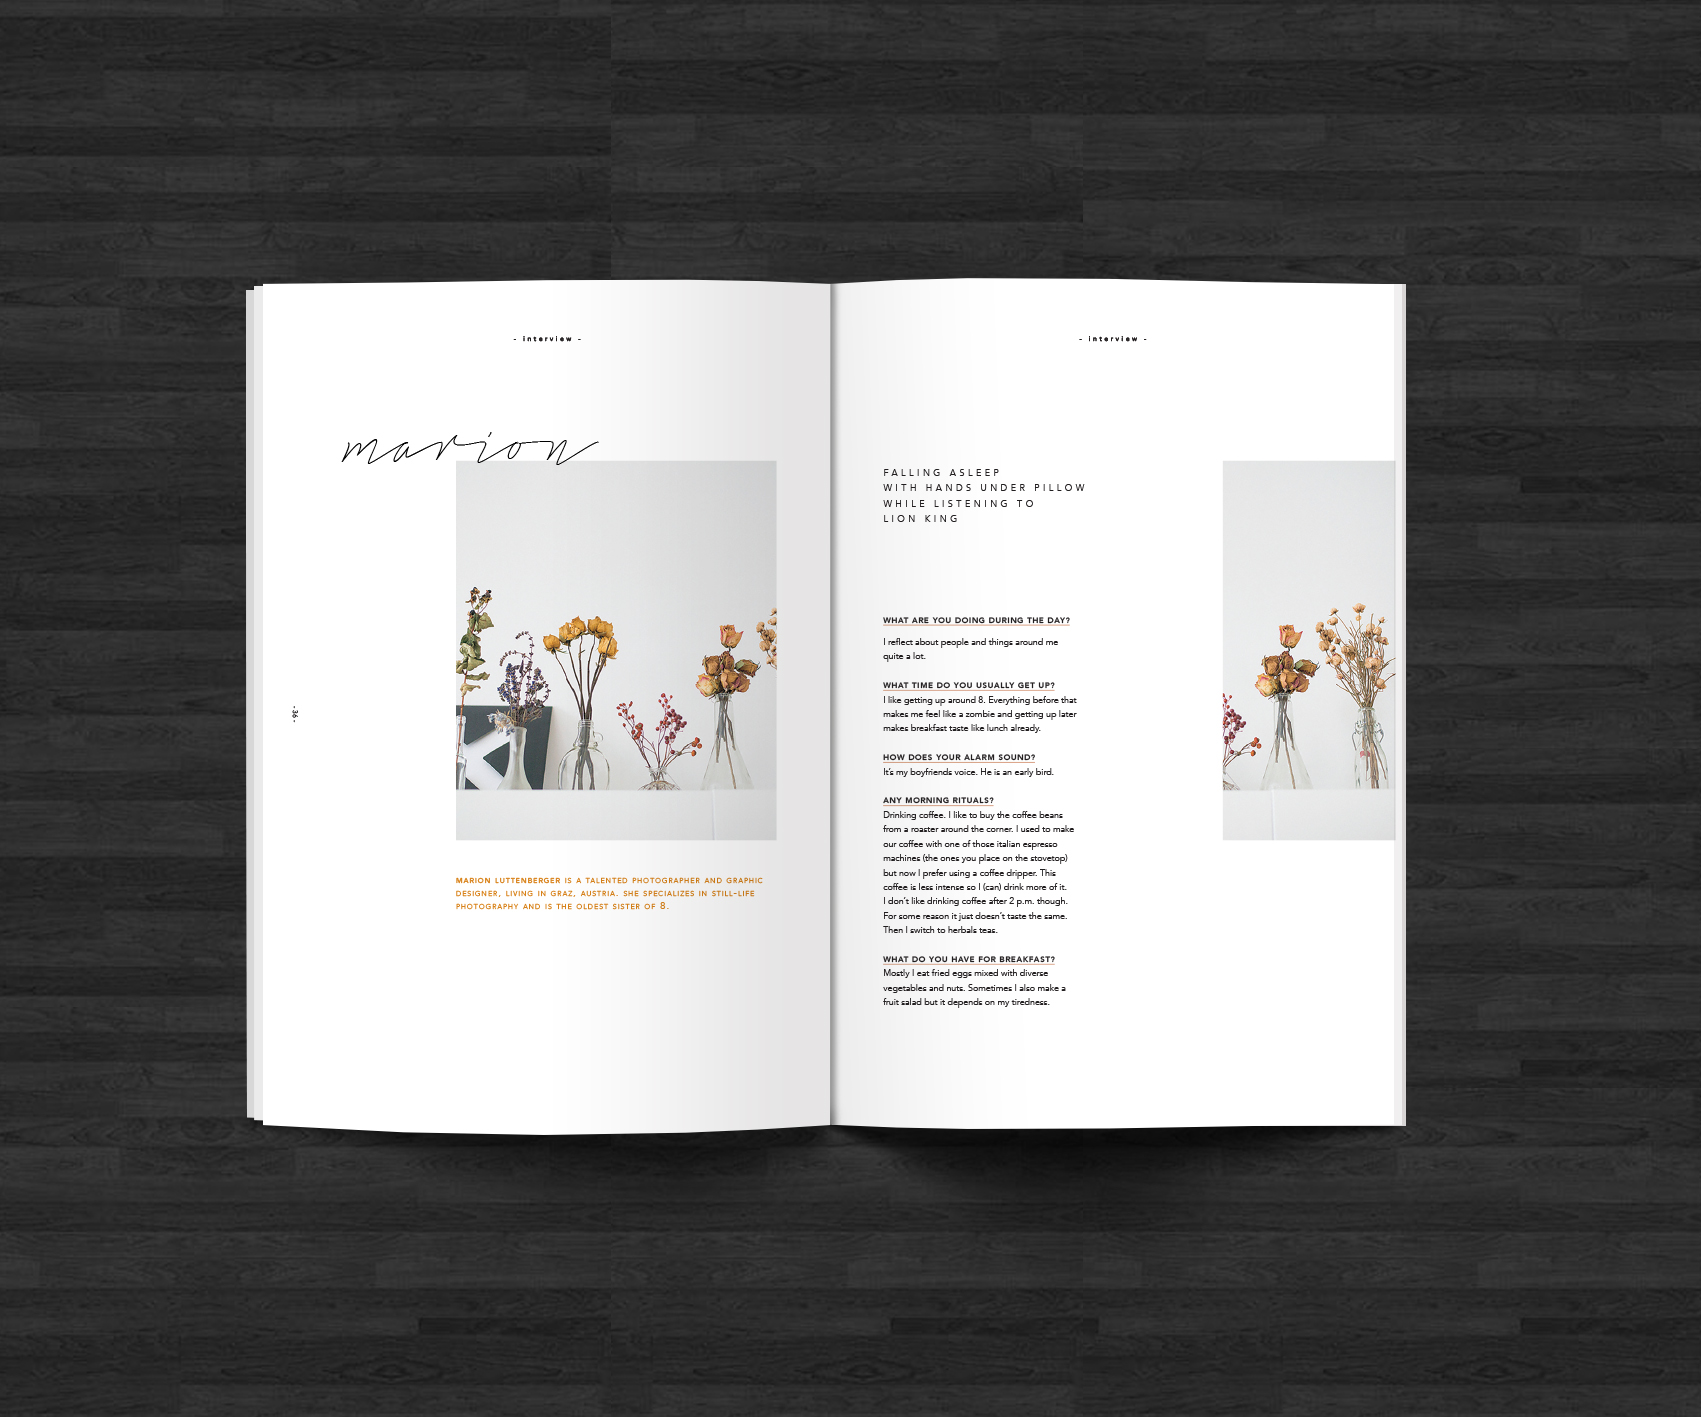 - interview -
marion
- 36 -
MARION LUTTENBERGER IS A TALENTED PHOTOGRAPHER AND GRAPHIC
DESIGNER, LIVING IN GRAZ, AUSTRIA. SHE SPECIALIZES IN STILL-LIFE
PHOTOGRAPHY AND IS THE OLDEST SISTER OF 8.
- interview -
FALLING ASLEEP
WITH HANDS UNDER PILLOW
WHILE LISTENING TO
LION KING
WHAT ARE YOU DOING DURING THE DAY?
I reflect about people and things around me
quite a lot.
WHAT TIME DO YOU USUALLY GET UP?
I like getting up around 8. Everything before that
makes me feel like a zombie and getting up later
makes breakfast taste like lunch already.
HOW DOES YOUR ALARM SOUND?
It's my boyfriends voice. He is an early bird.
ANY MORNING RITUALS?
Drinking coffee. I like to buy the coffee beans
from a roaster around the corner. I used to make
our coffee with one of those italian espresso
machines (the ones you place on the stovetop)
but now I prefer using a coffee dripper. This
coffee is less intense so I (can) drink more of it.
I don't like drinking coffee after 2 p.m. though.
For some reason it just doesn't taste the same.
Then I switch to herbals teas.
WHAT DO YOU HAVE FOR BREAKFAST?
Mostly I eat fried eggs mixed with diverse
vegetables and nuts. Sometimes I also make a
fruit salad but it depends on my tiredness.